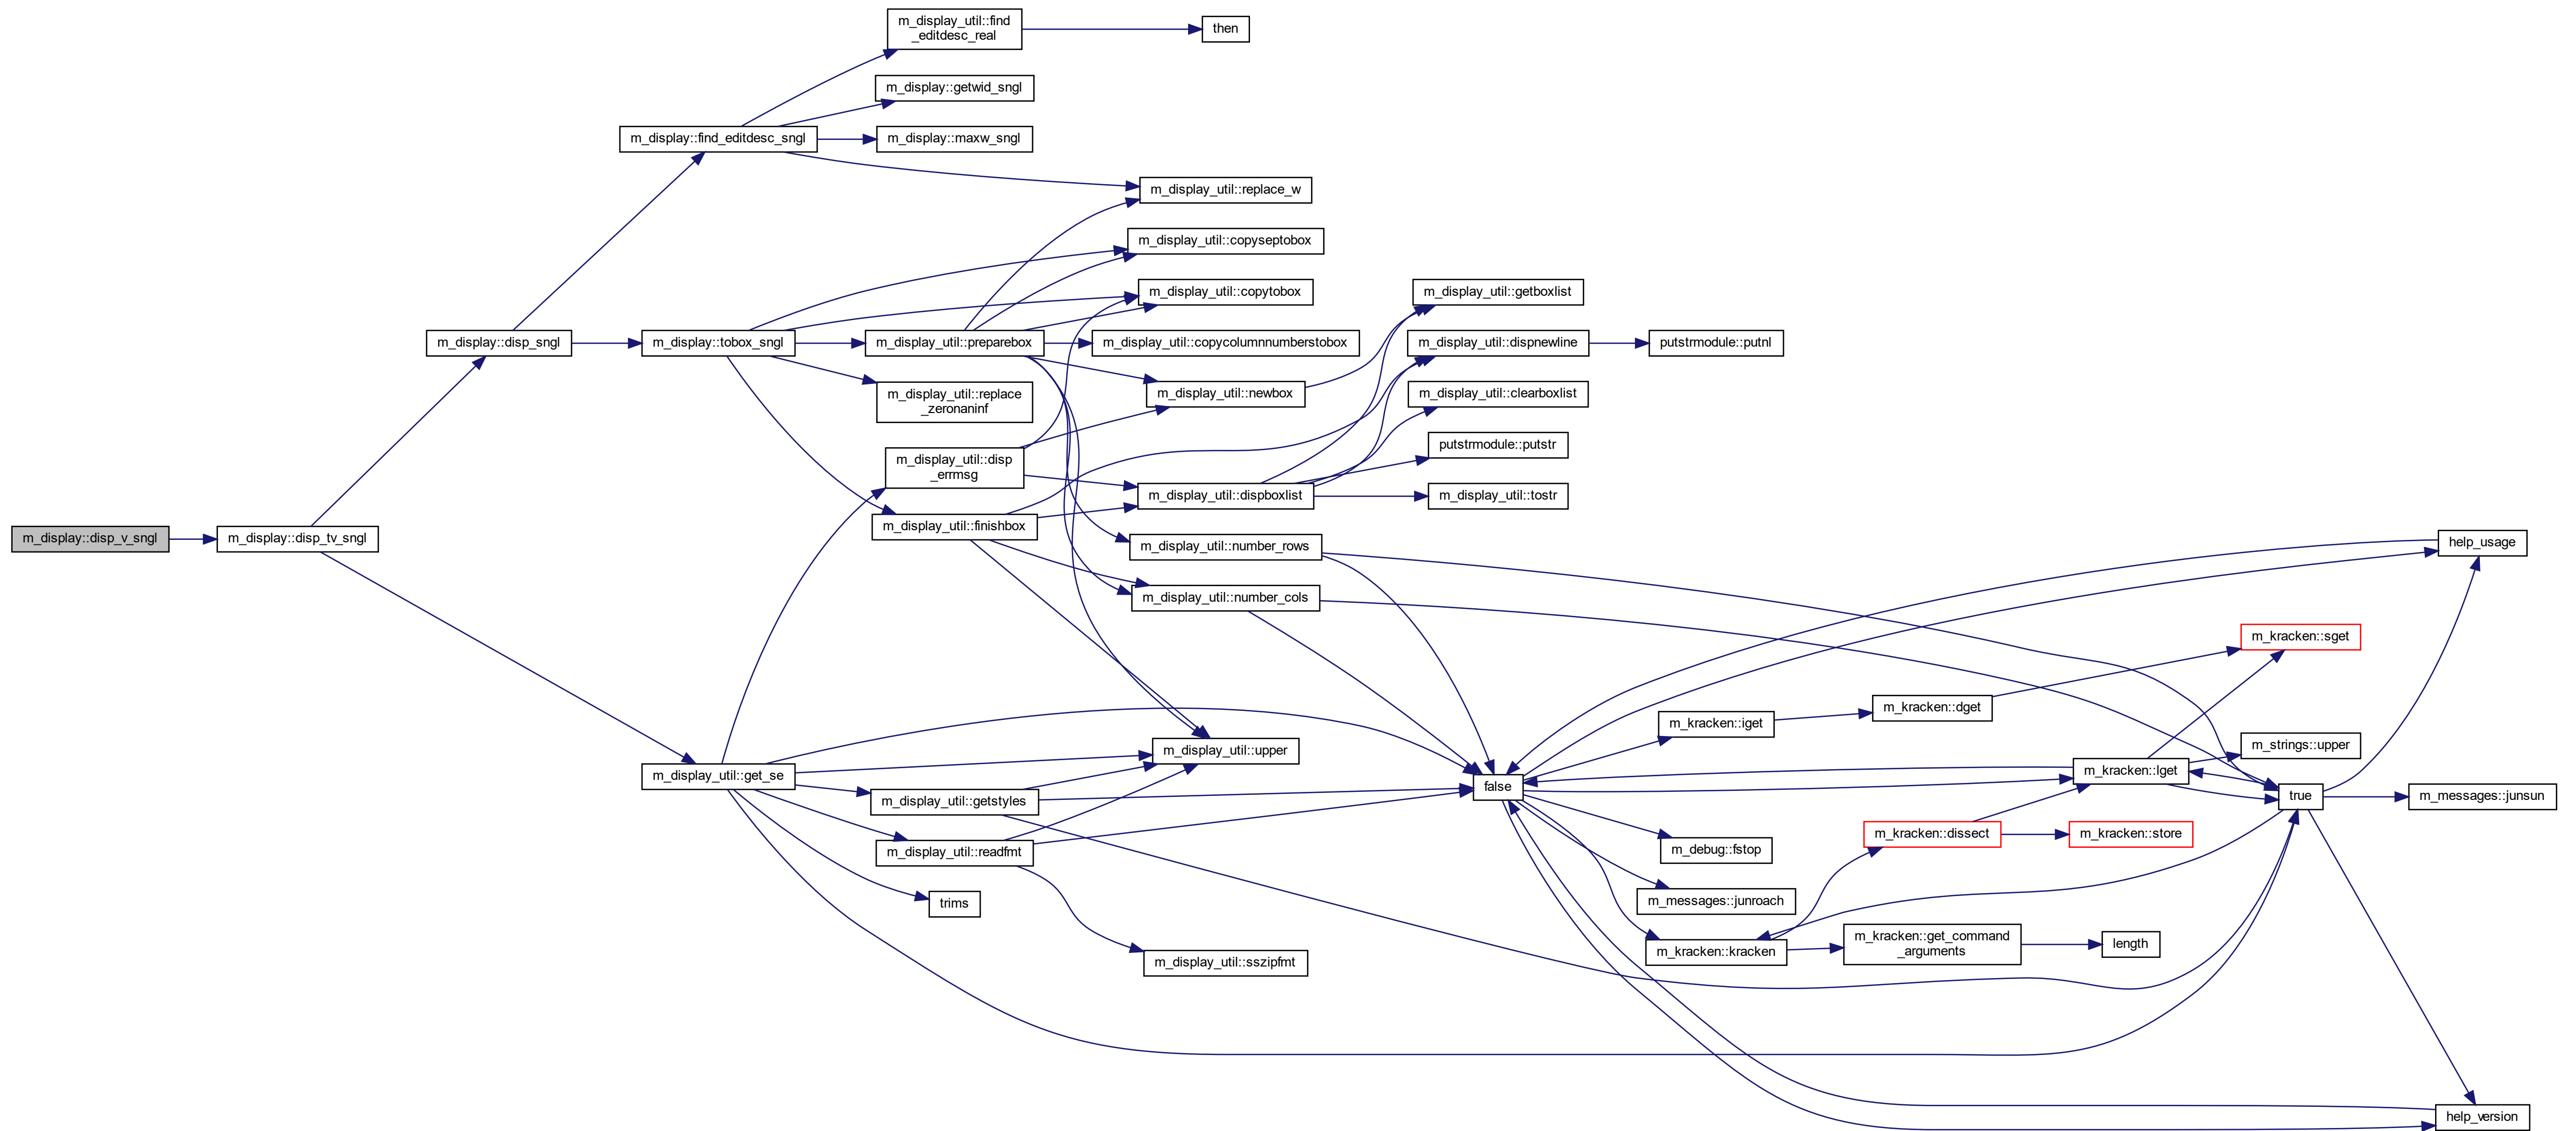 m_display::disp_v_sngl
m_display::disp_tv_sngl
m_display::disp_sngl
m_display_util::get_se
m_display::find_editdesc_sngl
m_display::tobox_sngl
m_display_util::find
_editdesc_real
m_display::getwid_sngl
m_display::maxw_sngl
then
m_display_util::replace_w
m_display_util::copyseptobox
m_display_util::copytobox
m_display_util::preparebox
m_display_util::copycolumnnumberstobox
m_display_util::replace
_zeronaninf
m_display_util::newbox
m_display_util::disp
_errmsg
m_display_util::finishbox
m_display_util::dispboxlist
m_display_util::getboxlist
m_display_util::dispnewline
putstrmodule::putnl
m_display_util::clearboxlist
putstrmodule::putstr
m_display_util::tostr
m_display_util::number_rows
m_display_util::number_cols
m_display_util::upper
m_display_util::getstyles
m_display_util::readfmt
trims
m_display_util::sszipfmt
false
m_kracken::iget
m_kracken::dget
m_debug::fstop
m_messages::junroach
m_kracken::kracken
m_kracken::dissect
m_kracken::get_command
_arguments
length
m_kracken::store
m_kracken::lget
m_kracken::sget
m_strings::upper
true
help_usage
m_messages::junsun
help_version